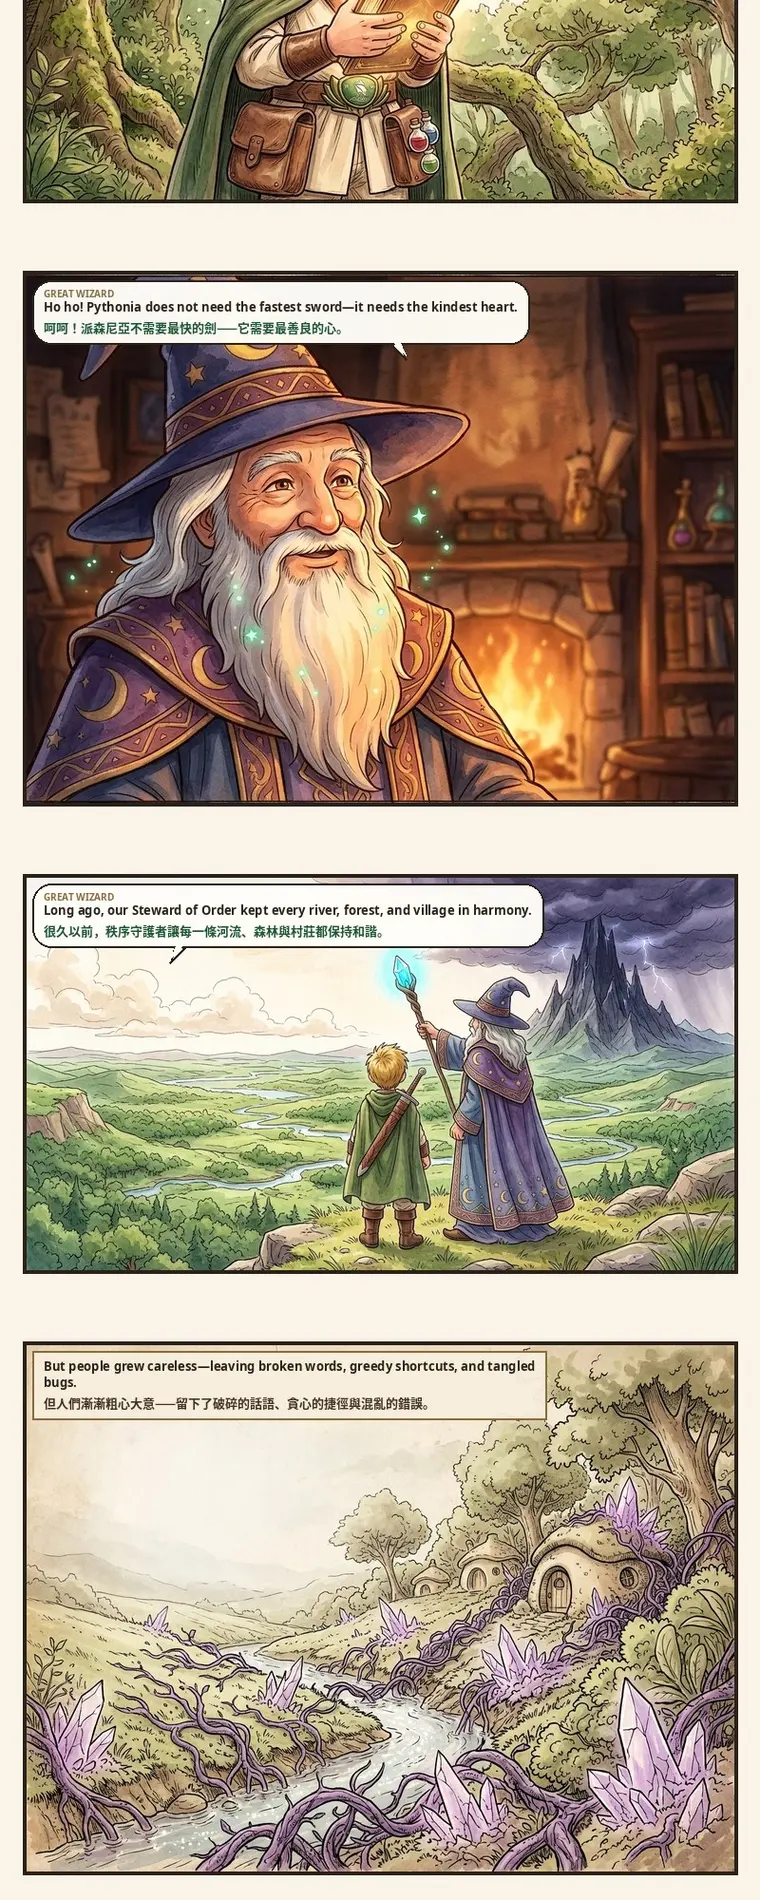 GREAT WIZARD
Ho ho! Pythonia does not need the fastest sword—it needs the kindest heart.
呵呵！派森尼亞不需要最快的劍——它需要最善良的心。
GREAT WIZARD
Long ago, our Steward of Order kept every river, forest, and village in harmony.
很久以前，秩序守護者讓每一條河流、森林與村莊都保持和諧。
But people grew careless—leaving broken words, greedy shortcuts, and tangled
bugs.
但人們漸漸粗心大意——留下了破碎的話語、貪心的捷徑與混亂的錯誤。